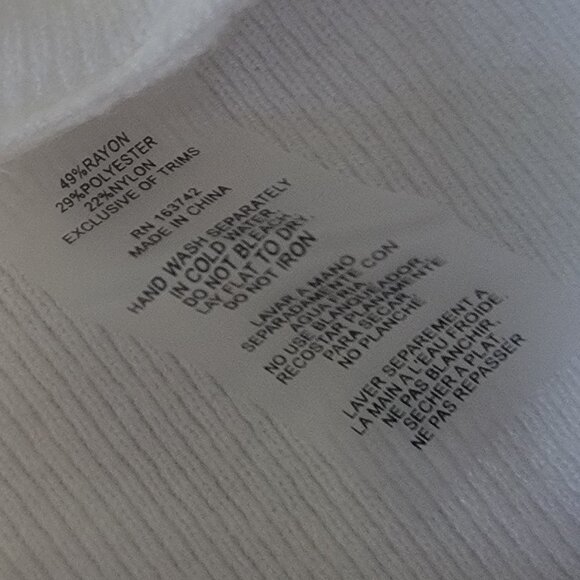 49%RAYON
29%POLYESTER
22%NYLON
EXCLUSIVE OF TRIMS
RN 163742
MADE IN CHINA
HAND WASH SEPARATELY
IN COLD WATER.
DO NOT BLEACH.
LAY FLAT TO DRY.
DO NOT IRON
LAVAR A MANO
SEPARADAMENTE CON
AGUA FRIA
NO USE BLANQUEADOR
RECOSTAR PLANAMENTE
PARA SECAR
NO PLANCHE
LAVER SEPAREMENT A
LA MAIN A L'EAU FROIDE.
NE PAS BLANCHIR.
SECHER A PLAT
NE PAS REPASSER